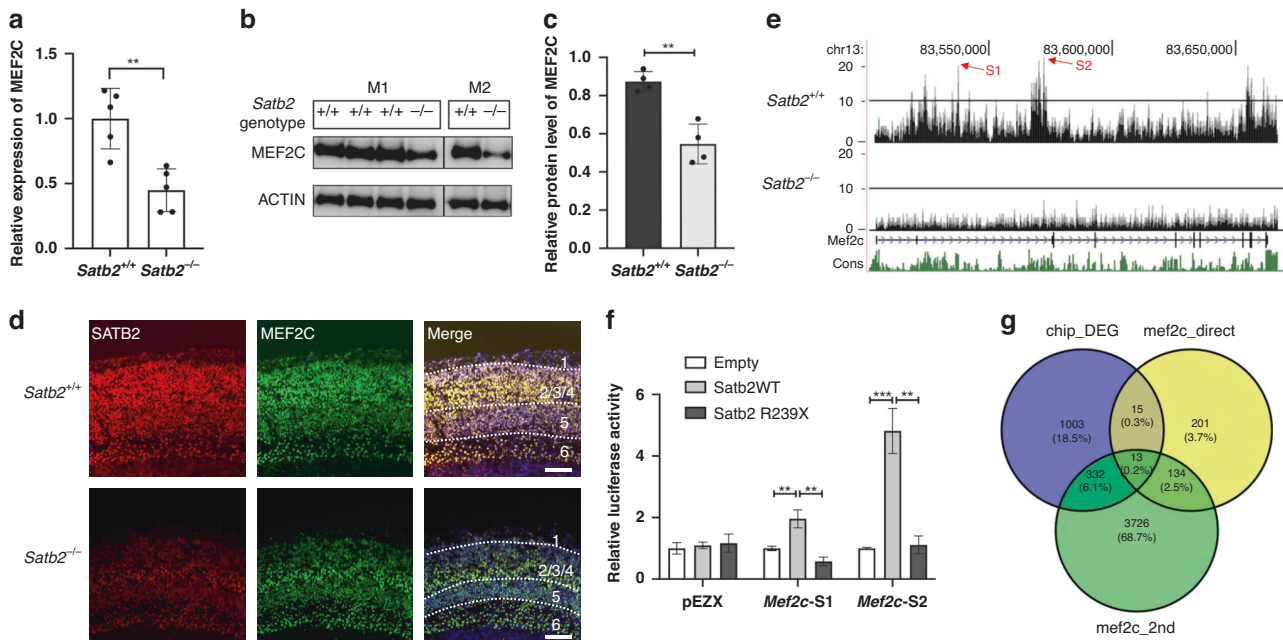 a
Relative expression of MEF2C
1.5
1.0
0.5
0.0
**
Satb2+/+ Satb2−/−
b
M1 M2
Satb2
genotype
+/+ +/+ +/+ −/− +/+ −/−
MEF2C
ACTIN
c
Relative protein level of MEF2C
1.0
0.8
0.6
0.4
0.2
0.0
**
Satb2+/+ Satb2−/−
d
SATB2 MEF2C Merge
Satb2+/+
1
2/3/4
5
6
Satb2−/−
1
2/3/4
5
6
e
chr13: 83,550,000 83,600,000 83,650,000
20
S1 S2
Satb2+/+
10
0
20
Satb2−/−
10
0
Mef2c
Cons
f
Relative luciferase activity
Empty
Satb2WT
Satb2 R239X
6
4
2
0
** **
*** **
pEZX Mef2c-S1 Mef2c-S2
g
chip_DEG mef2c_direct
1003
(18.5%)
15
(0.3%)
201
(3.7%)
13
(0.2%)
332
(6.1%)
134
(2.5%)
3726
(68.7%)
mef2c_2nd